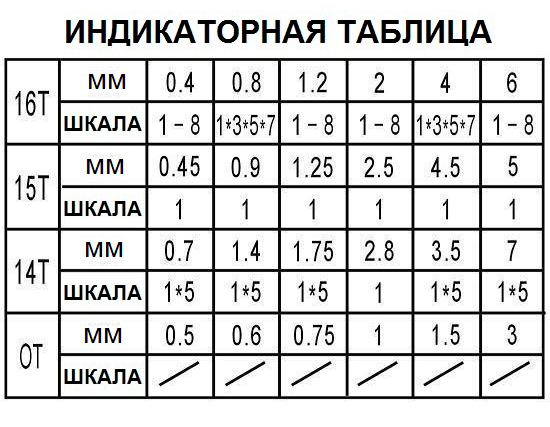 ИНДИКАТОРНАЯ ТАБЛИЦА
16Т мм 0.4 0.8 1.2 2 4 6
ШКАЛА 1-8 1*3*5*7 1-8 1-8 1*3*5*7 1-8
15Т мм 0.45 0.9 1.25 2.5 4.5 5
ШКАЛА 1 1 1 1 1 1
14Т мм 0.7 1.4 1.75 2.8 3.5 7
ШКАЛА 1*5 1*5 1*5 1 1*5 1*5
ОТ мм 0.5 0.6 0.75 1 1.5 3
ШКАЛА / / / / / /